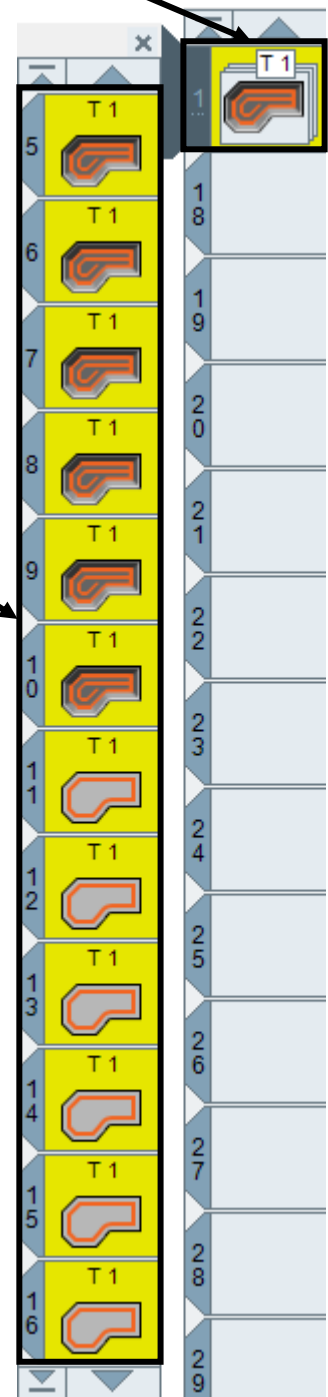 ×
5 T 1
6 T 1
7 T 1
8 T 1
9 T 1
10 T 1
11 T 1
12 T 1
13 T 1
14 T 1
15 T 1
16 T 1
1... T 1
18
19
20
21
22
23
24
25
26
27
28
29